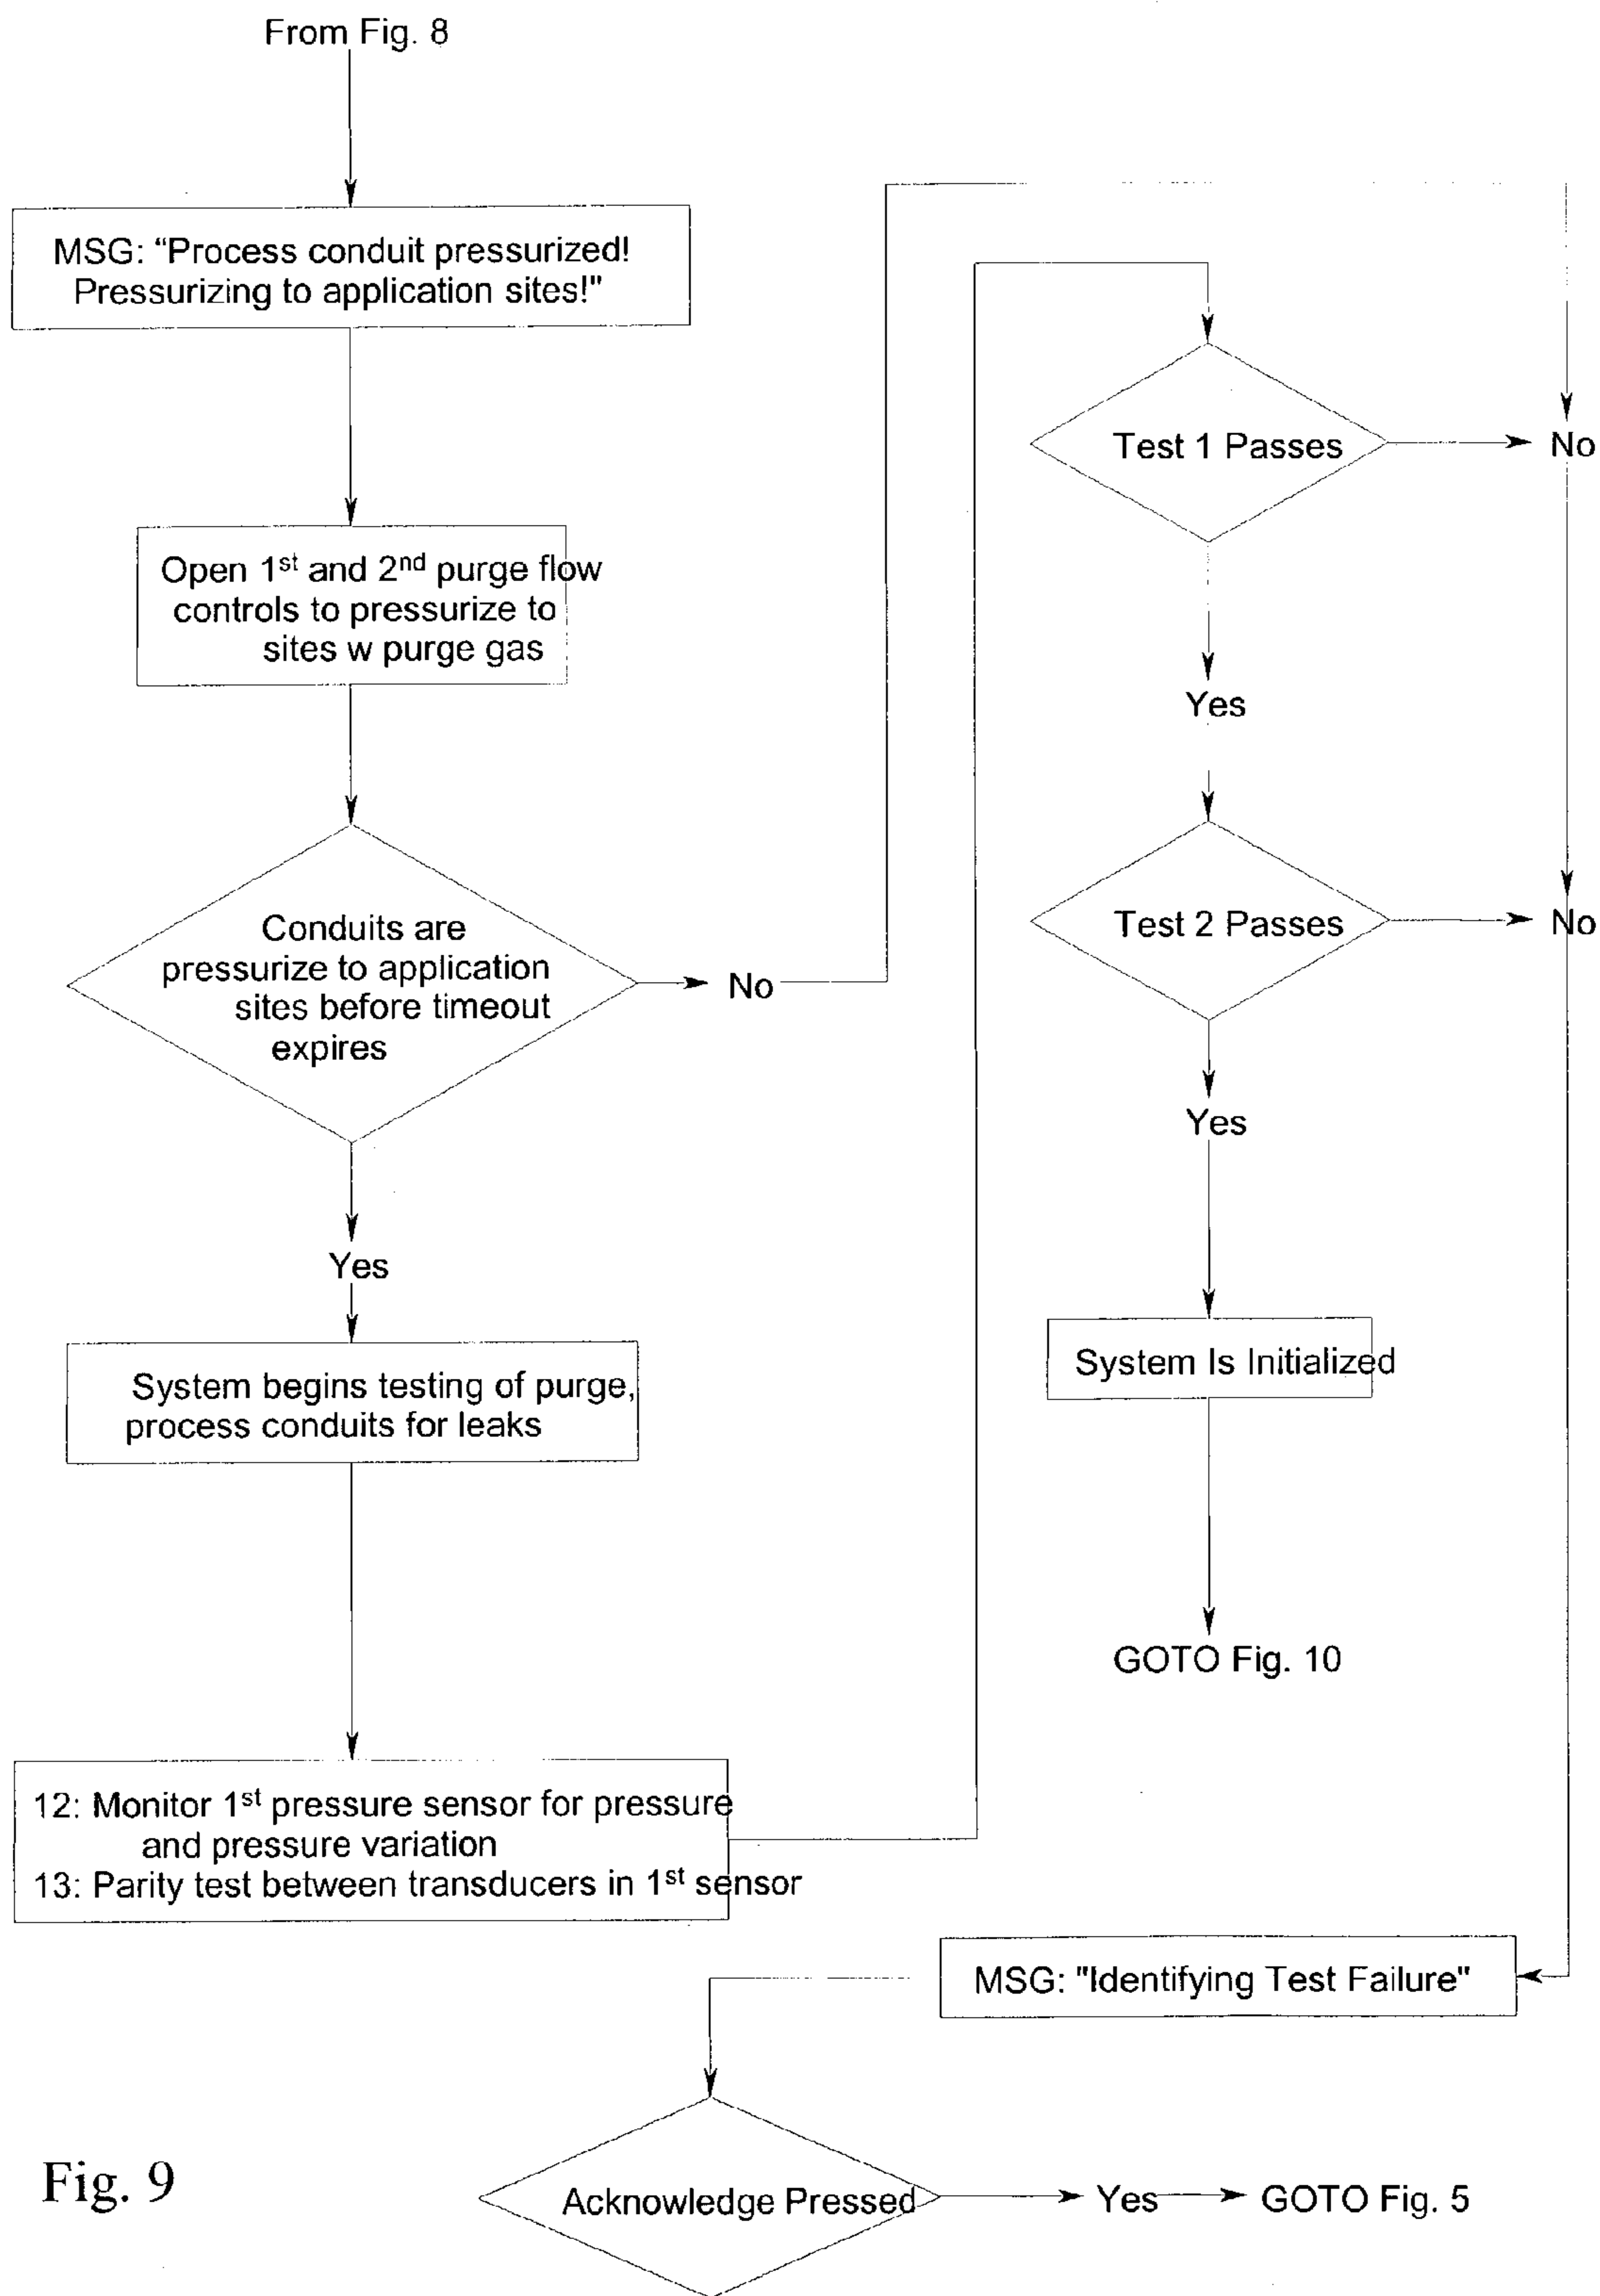 From Fig. 8
MSG: “Process conduit pressurized!
Pressurizing to application sites!"
Open 1st and 2nd purge flow
controls to pressurize to
sites w purge gas
Conduits are
pressurize to application
sites before timeout
expires
No
Yes
System begins testing of purge,
process conduits for leaks
12: Monitor 1st pressure sensor for pressure
and pressure variation
13: Parity test between transducers in 1st sensor
Test 1 Passes
No
Yes
Test 2 Passes
No
Yes
System Is Initialized
GOTO Fig. 10
MSG: "Identifying Test Failure"
Acknowledge Pressed
Yes
GOTO Fig. 5
Fig. 9